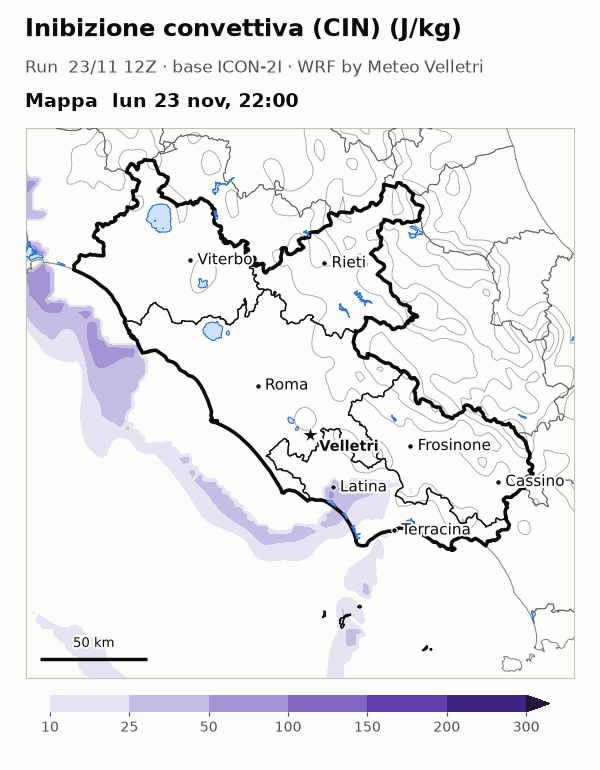 Inibizione convettiva (CIN) (J/kg)
Run  23/11 12Z · base ICON-2I · WRF by Meteo Velletri
Mappa  lun 23 nov, 22:00
Viterbo
Rieti
Roma
Velletri
Frosinone
Cassino
Latina
Terracina
50 km
10 25 50 100 150 200 300